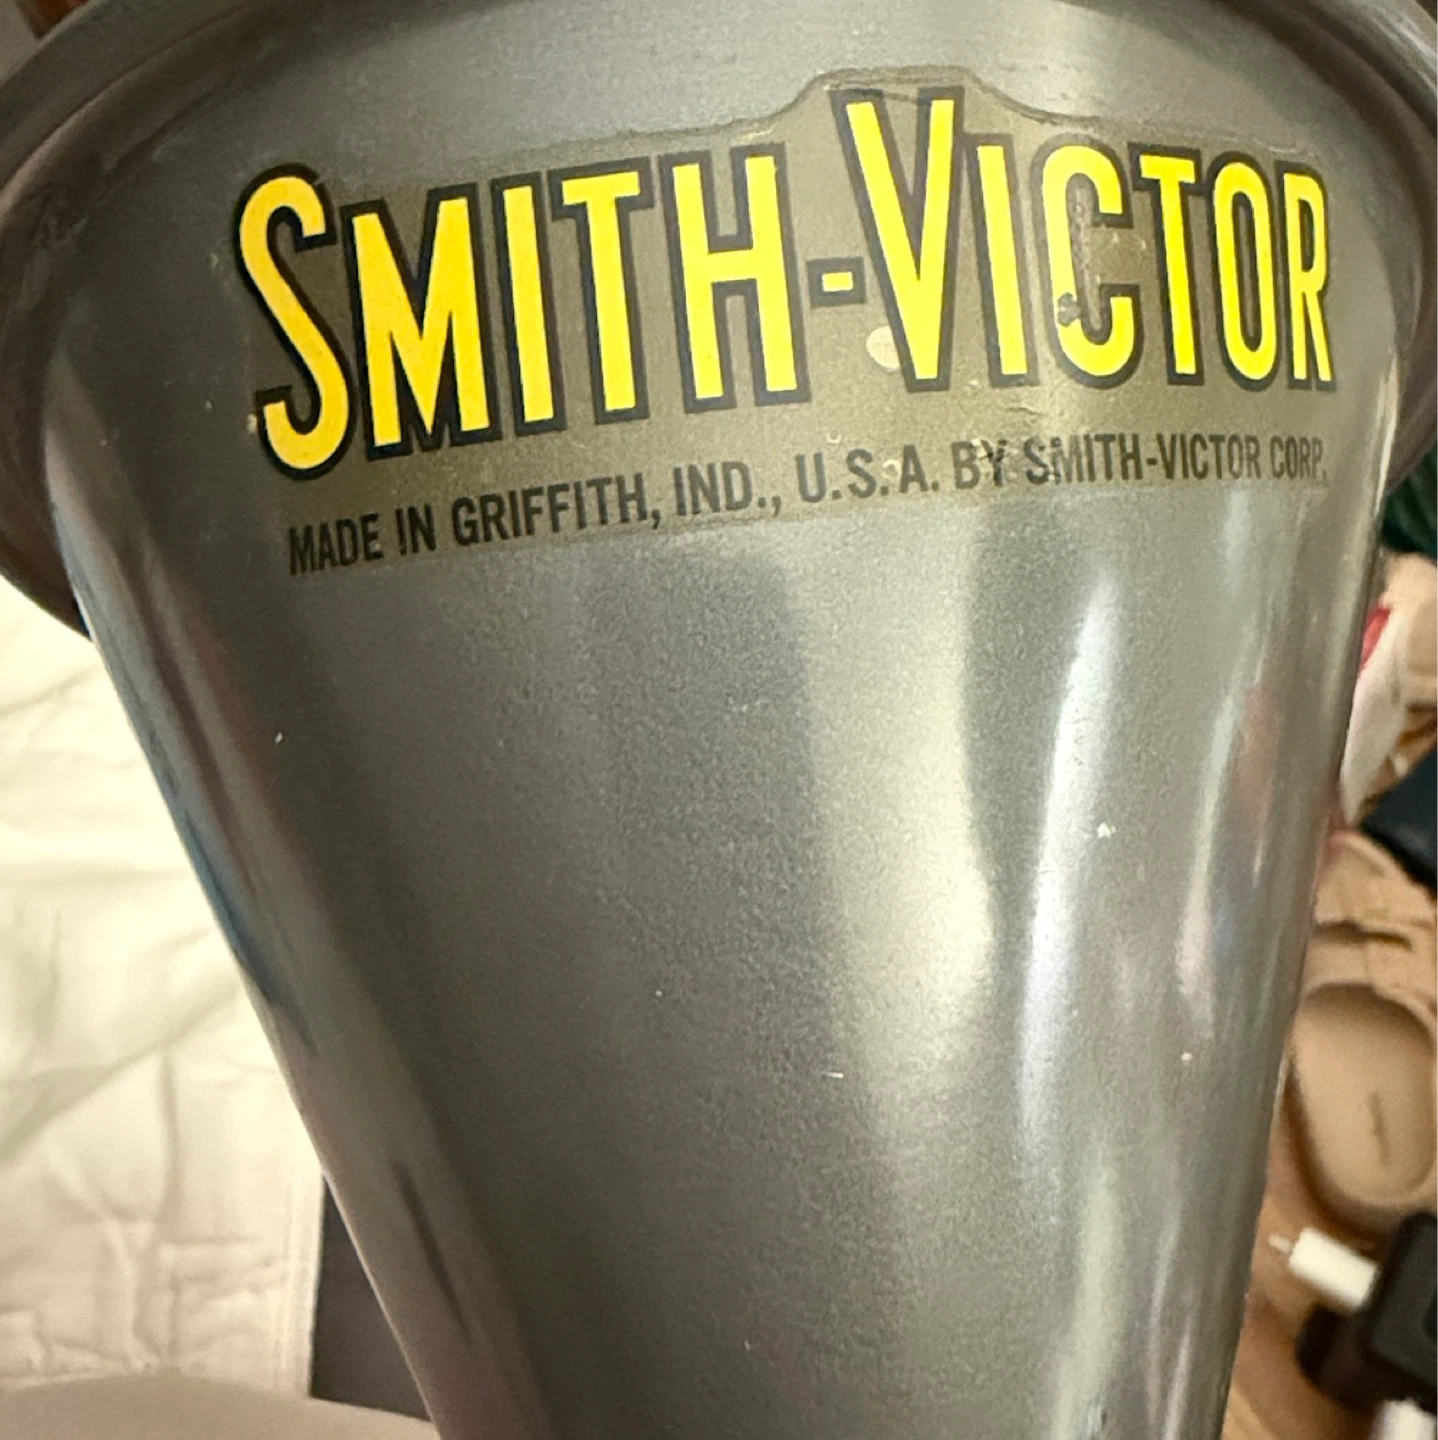 SMITH-VICTOR
MADE IN GRIFFITH, IND., U.S.A. BY SMITH-VICTOR CORP.